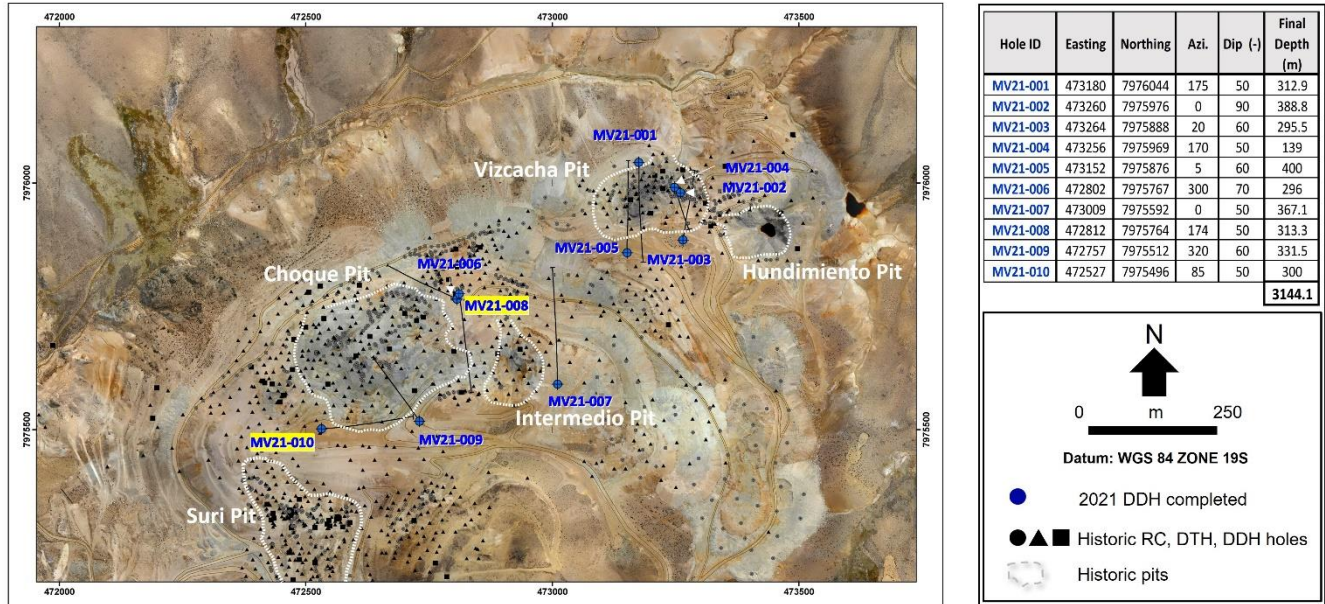 472000 472500 473000 473500
7976000 7976000
7975500 7975500
472000 472500 473000 473500
MV21-001
Vizcacha Pit
MV21-004
MV21-002
MV21-005
MV21-003
Hundimiento Pit
Choque Pit
MV21-006
MV21-008
MV21-007
Intermedio Pit
MV21-010
MV21-009
Suri Pit
Hole ID Easting Northing Azi. Dip (-) Final Depth (m)
MV21-001 473180 7976044 175 50 312.9
MV21-002 473260 7975976 0 90 388.8
MV21-003 473264 7975888 20 60 295.5
MV21-004 473256 7975969 170 50 139
MV21-005 473152 7975876 5 60 400
MV21-006 472802 7975767 300 70 296
MV21-007 473009 7975592 0 50 367.1
MV21-008 472812 7975764 174 50 313.3
MV21-009 472757 7975512 320 60 331.5
MV21-010 472527 7975496 85 50 300
3144.1
N
0 m 250
Datum: WGS 84 ZONE 19S
2021 DDH completed
Historic RC, DTH, DDH holes
Historic pits